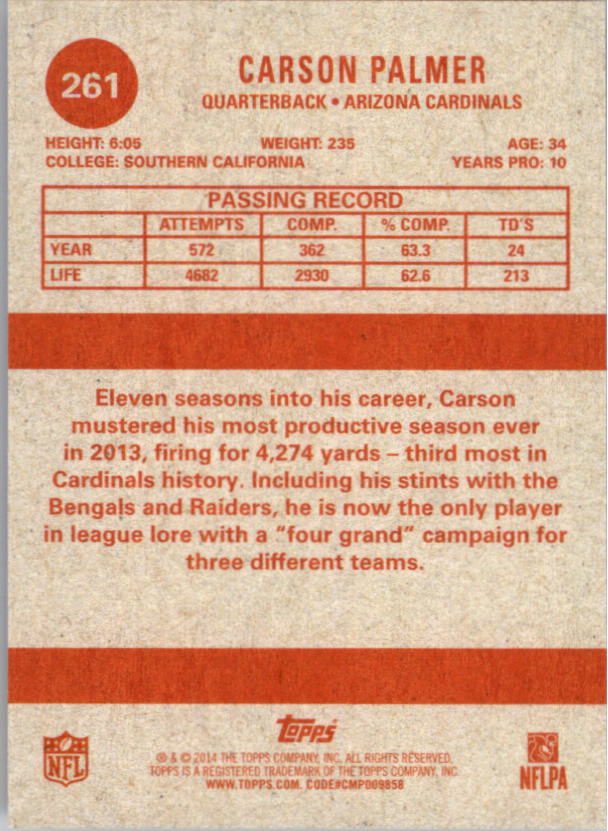 261
CARSON PALMER
QUARTERBACK • ARIZONA CARDINALS
HEIGHT: 6:05 WEIGHT: 235 AGE: 34
COLLEGE: SOUTHERN CALIFORNIA YEARS PRO: 10
PASSING RECORD
ATTEMPTS COMP. % COMP. TD'S
YEAR 572 362 63.3 24
LIFE 4682 2930 62.6 213
Eleven seasons into his career, Carson
mustered his most productive season ever
in 2013, firing for 4,274 yards – third most in
Cardinals history. Including his stints with the
Bengals and Raiders, he is now the only player
in league lore with a "four grand" campaign for
three different teams.
Topps
® & © 2014 THE TOPPS COMPANY, INC. ALL RIGHTS RESERVED.
TOPPS IS A REGISTERED TRADEMARK OF THE TOPPS COMPANY, INC.
WWW.TOPPS.COM. CODE#CMP009858
NFL
NFLPA